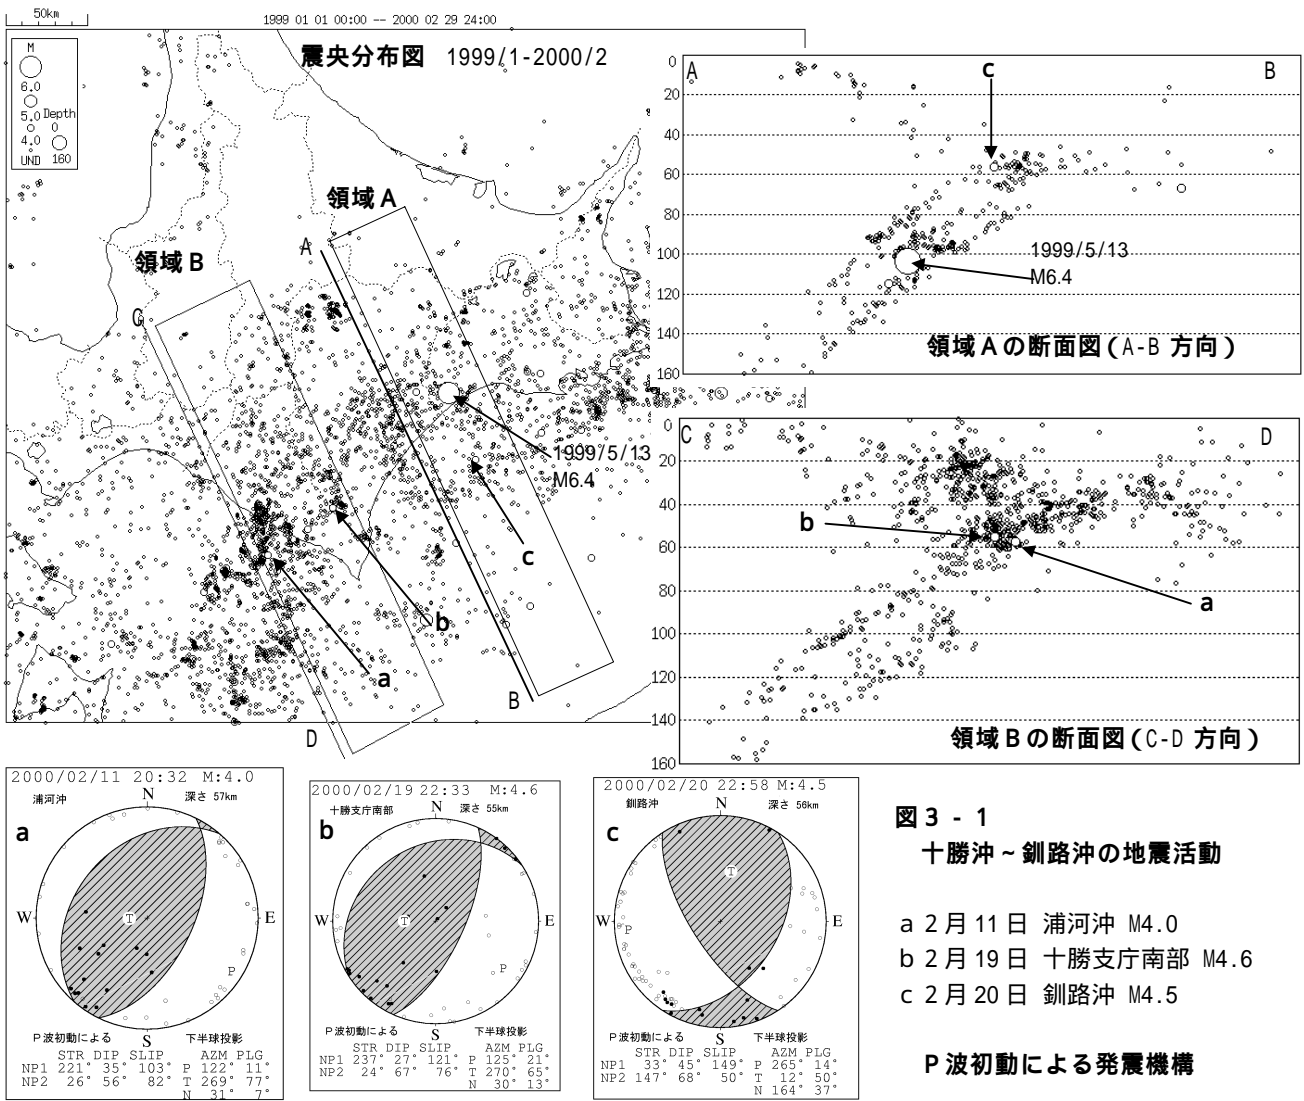 50km
1999 01 01 00:00 -- 2000 02 29 24:00
震央分布図 1999/1-2000/2
M
6.0
5.0 Depth
0
4.0
UND 160
領域A
領域B
A
C
1999/5/13
M6.4
c
b
a
B
D
0
20
40
60
80
100
120
140
160
A
c
B
1999/5/13
M6.4
領域Aの断面図(A-B 方向)
0
20
40
60
80
100
120
140
160
C
D
b
a
領域Bの断面図(C-D 方向)
2000/02/11 20:32 M:4.0
浦河沖 N 深さ 57km
a
W T E
P
S
P波初動による 下半球投影
STR DIP SLIP AZM PLG
NP1 221° 35° 103° P 122° 11°
NP2 26° 56° 82° T 269° 77°
N 31° 7°
2000/02/19 22:33 M:4.6
十勝支庁南部 N 深さ 55km
b
W T E
P
S
P波初動による 下半球投影
STR DIP SLIP AZM PLG
NP1 237° 27° 121° P 125° 21°
NP2 24° 67° 76° T 270° 65°
N 30° 13°
2000/02/20 22:58 M:4.5
釧路沖 N 深さ 56km
c
T
W P E
S
P波初動による 下半球投影
STR DIP SLIP AZM PLG
NP1 33° 45° 149° P 265° 14°
NP2 147° 68° 50° T 12° 50°
N 164° 37°
図3-1
十勝沖~釧路沖の地震活動
a 2月11日 浦河沖 M4.0
b 2月19日 十勝支庁南部 M4.6
c 2月20日 釧路沖 M4.5
P波初動による発震機構